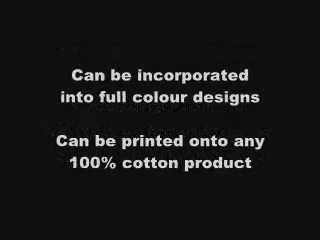 Can be incorporated
into full colour designs
Can be printed onto any
100% cotton product